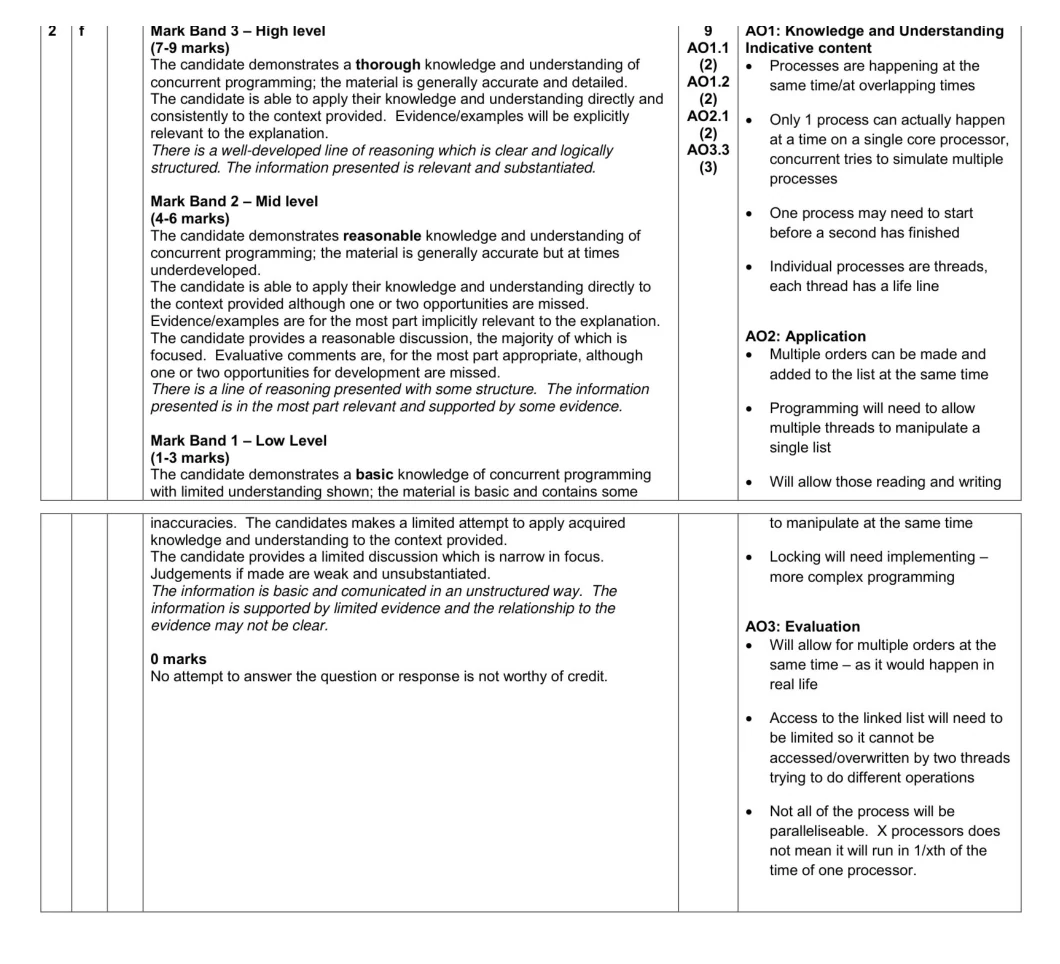 2 f Mark Band 3 – High level
(7-9 marks)
The candidate demonstrates a thorough knowledge and understanding of
concurrent programming; the material is generally accurate and detailed.
The candidate is able to apply their knowledge and understanding directly and
consistently to the context provided.  Evidence/examples will be explicitly
relevant to the explanation.
There is a well-developed line of reasoning which is clear and logically
structured. The information presented is relevant and substantiated.
Mark Band 2 – Mid level
(4-6 marks)
The candidate demonstrates reasonable knowledge and understanding of
concurrent programming; the material is generally accurate but at times
underdeveloped.
The candidate is able to apply their knowledge and understanding directly to
the context provided although one or two opportunities are missed.
Evidence/examples are for the most part implicitly relevant to the explanation.
The candidate provides a reasonable discussion, the majority of which is
focused.  Evaluative comments are, for the most part appropriate, although
one or two opportunities for development are missed.
There is a line of reasoning presented with some structure.  The information
presented is in the most part relevant and supported by some evidence.
Mark Band 1 – Low Level
(1-3 marks)
The candidate demonstrates a basic knowledge of concurrent programming
with limited understanding shown; the material is basic and contains some
9
AO1.1
(2)
AO1.2
(2)
AO2.1
(2)
AO3.3
(3)
AO1: Knowledge and Understanding
Indicative content
• Processes are happening at the
same time/at overlapping times
• Only 1 process can actually happen
at a time on a single core processor,
concurrent tries to simulate multiple
processes
• One process may need to start
before a second has finished
• Individual processes are threads,
each thread has a life line
AO2: Application
• Multiple orders can be made and
added to the list at the same time
• Programming will need to allow
multiple threads to manipulate a
single list
• Will allow those reading and writing
inaccuracies.  The candidates makes a limited attempt to apply acquired
knowledge and understanding to the context provided.
The candidate provides a limited discussion which is narrow in focus.
Judgements if made are weak and unsubstantiated.
The information is basic and comunicated in an unstructured way.  The
information is supported by limited evidence and the relationship to the
evidence may not be clear.
0 marks
No attempt to answer the question or response is not worthy of credit.
to manipulate at the same time
• Locking will need implementing –
more complex programming
AO3: Evaluation
• Will allow for multiple orders at the
same time – as it would happen in
real life
• Access to the linked list will need to
be limited so it cannot be
accessed/overwritten by two threads
trying to do different operations
• Not all of the process will be
paralleliseable.  X processors does
not mean it will run in 1/xth of the
time of one processor.